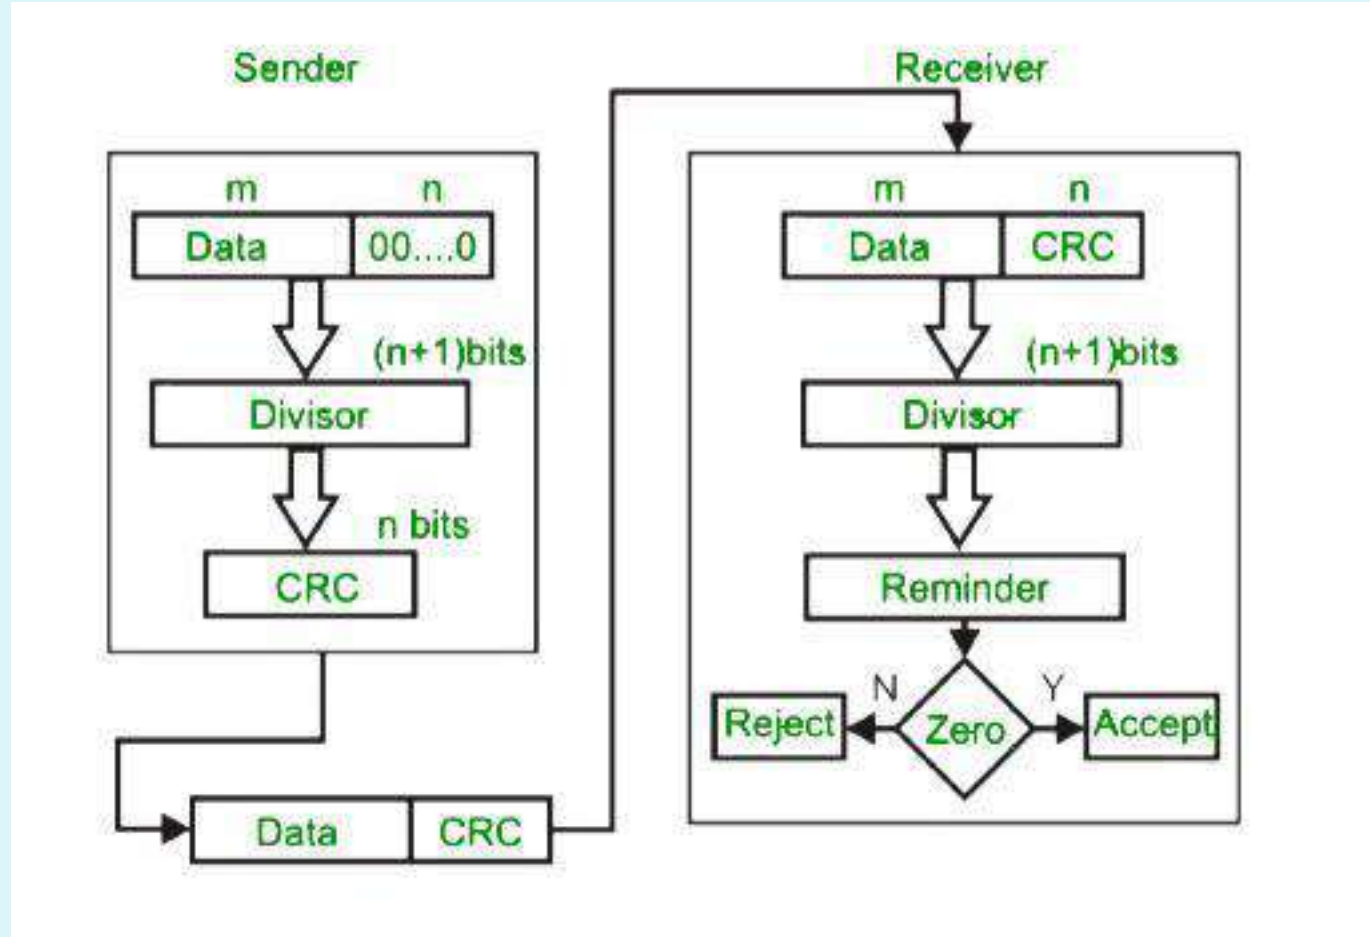 Sender
m n
Data 00....0
(n+1)bits
Divisor
n bits
CRC
Data CRC
Receiver
m n
Data CRC
(n+1)bits
Divisor
Reminder
N Y
Reject Zero Accept